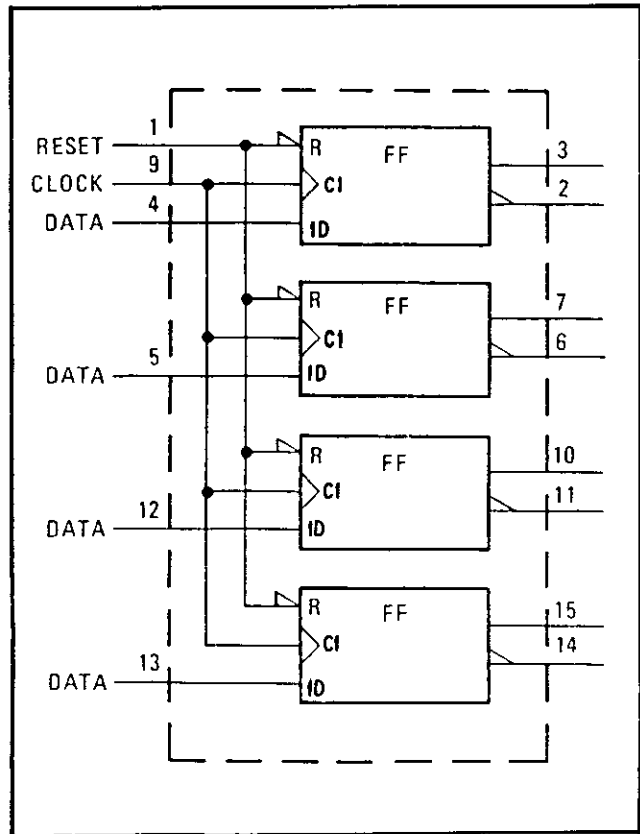 1
RESET
R
FF
3
9
CLOCK
C1
2
4
DATA
1D
R
FF
7
C1
6
5
DATA
1D
R
FF
10
C1
11
12
DATA
1D
R
FF
15
C1
14
13
DATA
1D